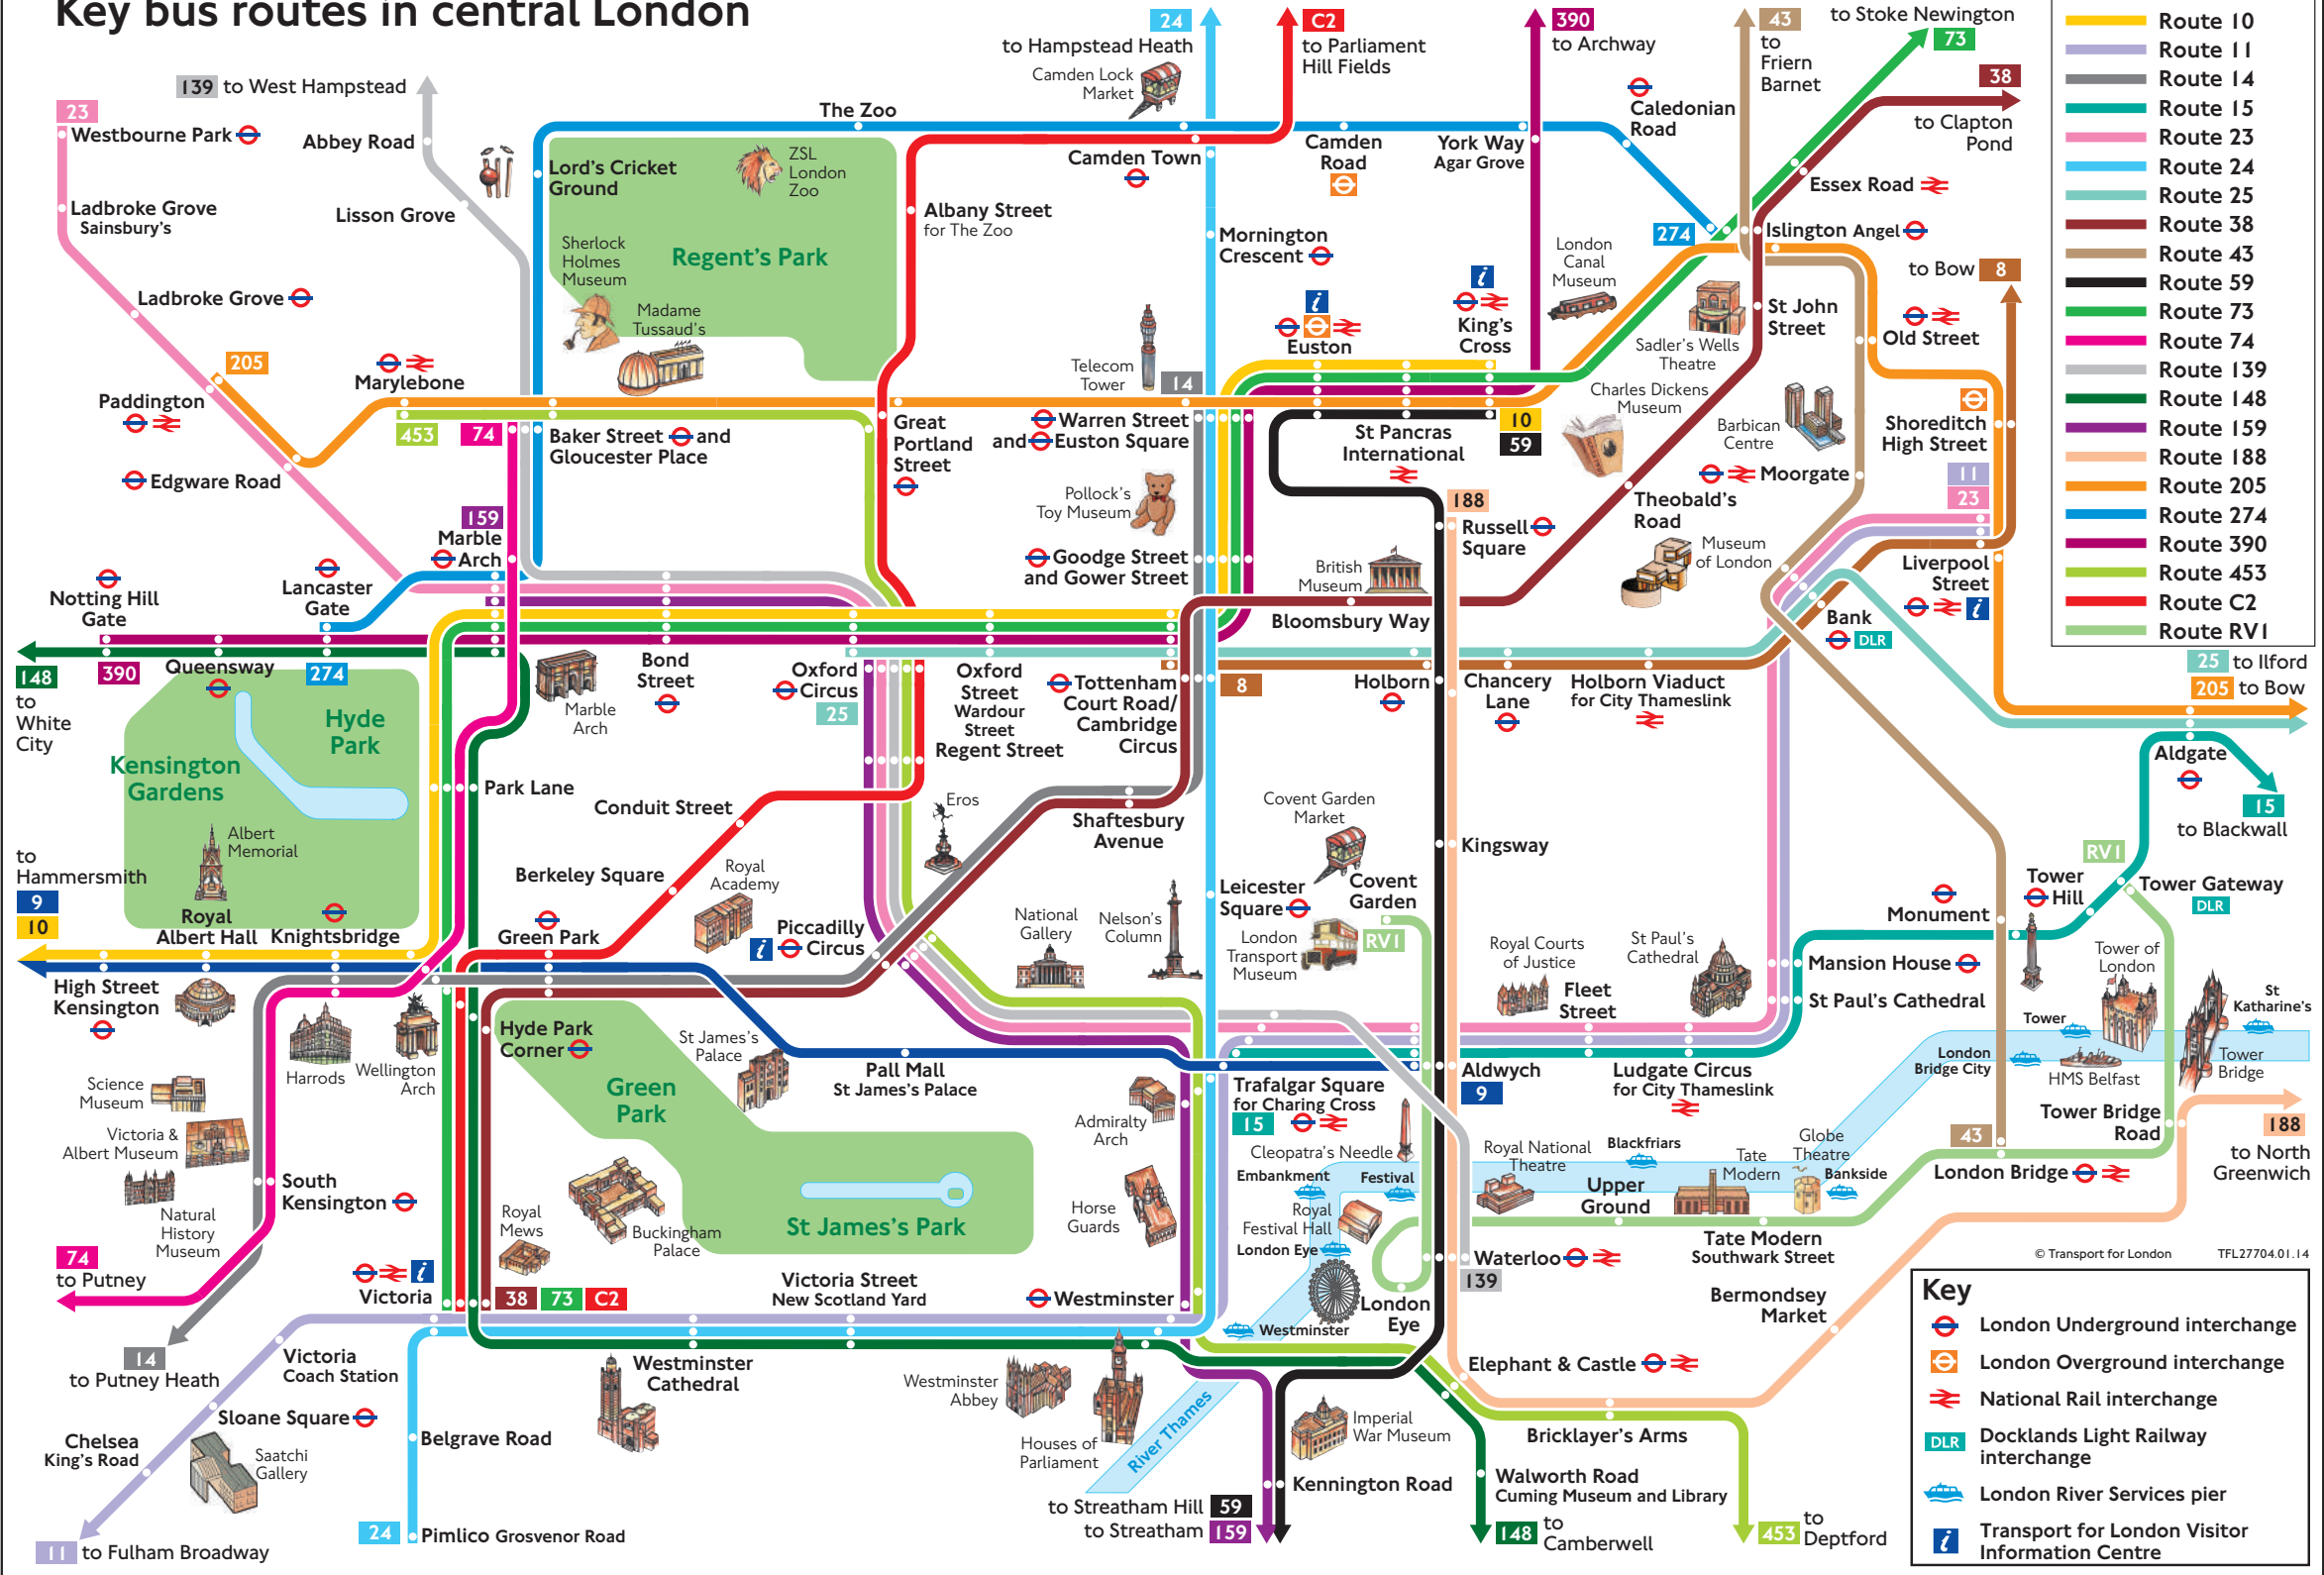 Key bus routes in central London
24
to Hampstead Heath
C2
to Parliament
Hill Fields
390
to Archway
43
to
Friern
Barnet
to Stoke Newington
73
38
to Clapton
Pond
Route 10
Route 11
Route 14
Route 15
Route 23
Route 24
Route 25
Route 38
Route 43
Route 59
Route 73
Route 74
Route 139
Route 148
Route 159
Route 188
Route 205
Route 274
Route 390
Route 453
Route C2
Route RV1
139 to West Hampstead
23
Westbourne Park
Abbey Road
Ladbroke Grove
Sainsbury's
Lisson Grove
Ladbroke Grove
The Zoo
Lord's Cricket
Ground
ZSL
London
Zoo
Regent's Park
Sherlock
Holmes
Museum
Madame
Tussaud's
Camden Lock
Market
Camden Town
Albany Street
for The Zoo
Camden
Road
York Way
Agar Grove
Caledonian
Road
Mornington
Crescent
Essex Road
Islington Angel
274
London
Canal
Museum
to Bow 8
St John
Street
Old Street
Sadler's Wells
Theatre
Euston
King's
Cross
Telecom
Tower
14
205
Marylebone
Paddington
453
74
Baker Street and
Gloucester Place
Edgware Road
Great
Portland
Street
Warren Street
and Euston Square
St Pancras
International
10
59
Charles Dickens
Museum
Barbican
Centre
Shoreditch
High Street
Moorgate
11
23
Pollock's
Toy Museum
188
Russell
Square
Theobald's
Road
Museum
of London
159
Marble
Arch
Goodge Street
and Gower Street
British
Museum
Liverpool
Street
Notting Hill
Gate
Lancaster
Gate
Bloomsbury Way
Bank
DLR
148
to
White
City
390
Queensway
274
Marble
Arch
Bond
Street
Oxford
Circus
25
Oxford
Street
Wardour
Street
Regent Street
Tottenham
Court Road/
Cambridge
Circus
8
Holborn
Chancery
Lane
Holborn Viaduct
for City Thameslink
25 to Ilford
205 to Bow
Aldgate
15
to Blackwall
Hyde
Park
Kensington
Gardens
Albert
Memorial
Park Lane
Conduit Street
Eros
Shaftesbury
Avenue
Covent Garden
Market
Kingsway
RV1
to
Hammersmith
9
10
Royal
Albert Hall
Knightsbridge
Berkeley Square
Royal
Academy
Green Park
Piccadilly
Circus
National
Gallery
Nelson's
Column
Leicester
Square
Covent
Garden
RV1
London
Transport
Museum
Royal Courts
of Justice
Fleet
Street
St Paul's
Cathedral
Mansion House
St Paul's Cathedral
Monument
Tower
Hill
Tower Gateway
DLR
Tower of
London
St
Katharine's
Tower
High Street
Kensington
Harrods
Wellington
Arch
Hyde Park
Corner
Green
Park
St James's
Palace
Pall Mall
St James's Palace
Admiralty
Arch
Trafalgar Square
for Charing Cross
15
Aldwych
9
Ludgate Circus
for City Thameslink
London
Bridge City
HMS Belfast
Tower
Bridge
Tower Bridge
Road
188
to North
Greenwich
Science
Museum
Victoria &
Albert Museum
Natural
History
Museum
South
Kensington
Cleopatra's Needle
Embankment
Festival
Royal
Festival Hall
London Eye
Royal National
Theatre
Blackfriars
Upper
Ground
Tate
Modern
Globe
Theatre
Bankside
43
London Bridge
Royal
Mews
Buckingham
Palace
St James's Park
Horse
Guards
Tate Modern
Southwark Street
© Transport for London
TFL27704.01.14
74
to Putney
Victoria
38 73 C2
Victoria Street
New Scotland Yard
Westminster
Westminster
London
Eye
Waterloo
139
Bermondsey
Market
14
to Putney Heath
Victoria
Coach Station
Westminster
Cathedral
Westminster
Abbey
Houses of
Parliament
River Thames
Imperial
War Museum
Elephant & Castle
Bricklayer's Arms
Sloane Square
Chelsea
King's Road
Saatchi
Gallery
Belgrave Road
Kennington Road
Walworth Road
Cuming Museum and Library
to Streatham Hill 59
to Streatham 159
148 to
Camberwell
453 to
Deptford
24 Pimlico Grosvenor Road
11 to Fulham Broadway
Key
London Underground interchange
London Overground interchange
National Rail interchange
DLR Docklands Light Railway
interchange
London River Services pier
i Transport for London Visitor
Information Centre